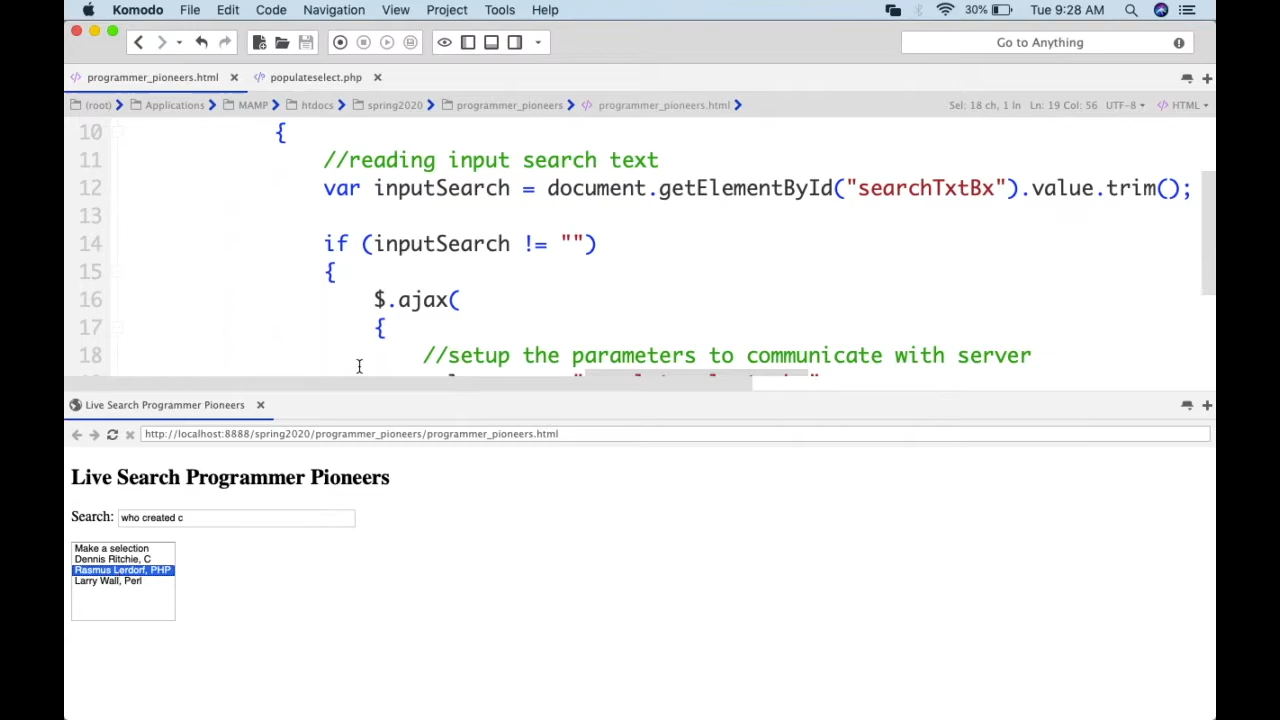 Komodo File Edit Code Navigation View Project Tools Help 30% Tue 9:28 AM
Go to Anything
programmer_pioneers.html populateselect.php
(root) Applications MAMP htdocs spring2020 programmer_pioneers programmer_pioneers.html Sel: 18 ch, 1 ln Ln: 19 Col: 56 UTF-8 HTML
10 {
11 //reading input search text
12 var inputSearch = document.getElementById("searchTxtBx").value.trim();
13
14 if (inputSearch != "")
15 {
16 $.ajax(
17 {
18 //setup the parameters to communicate with server
Live Search Programmer Pioneers
http://localhost:8888/spring2020/programmer_pioneers/programmer_pioneers.html
Live Search Programmer Pioneers
Search: who created c
Make a selection
Dennis Ritchie, C
Rasmus Lerdorf, PHP
Larry Wall, Perl